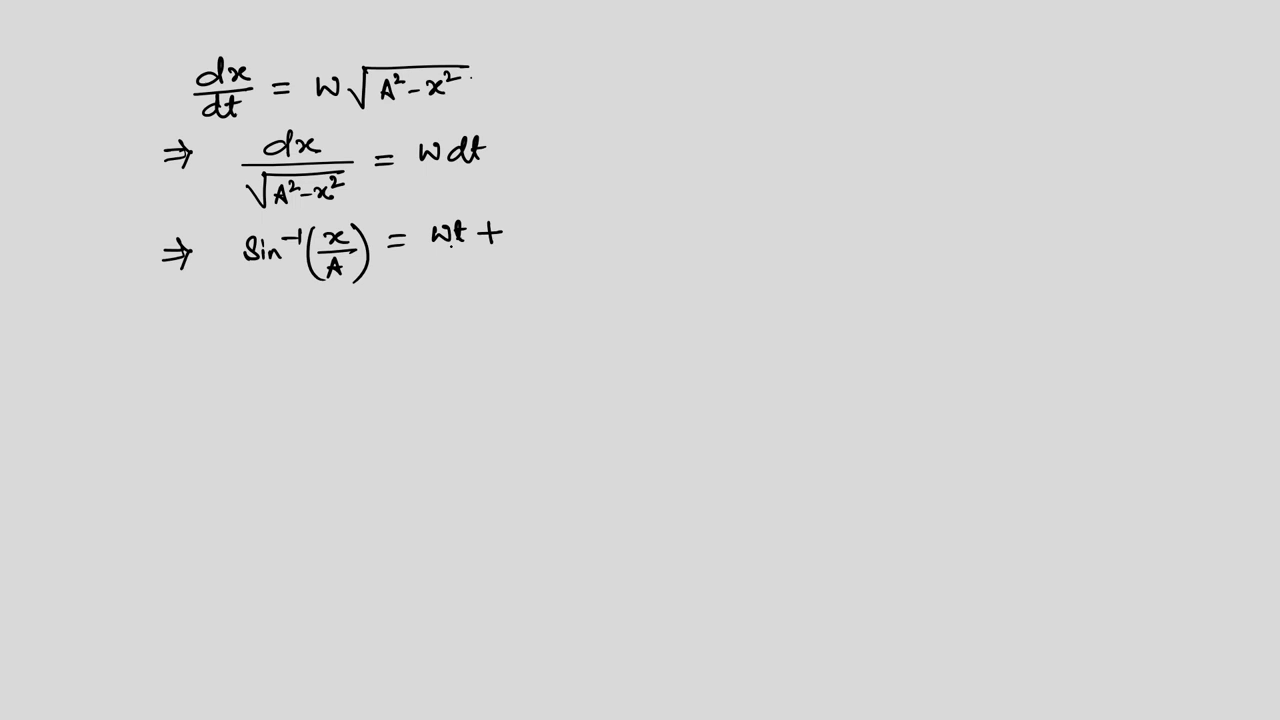 dx/dt = w√(A²-x²)
⇒ dx/√(A²-x²) = w dt
⇒ Sin⁻¹(x/A) = wt +